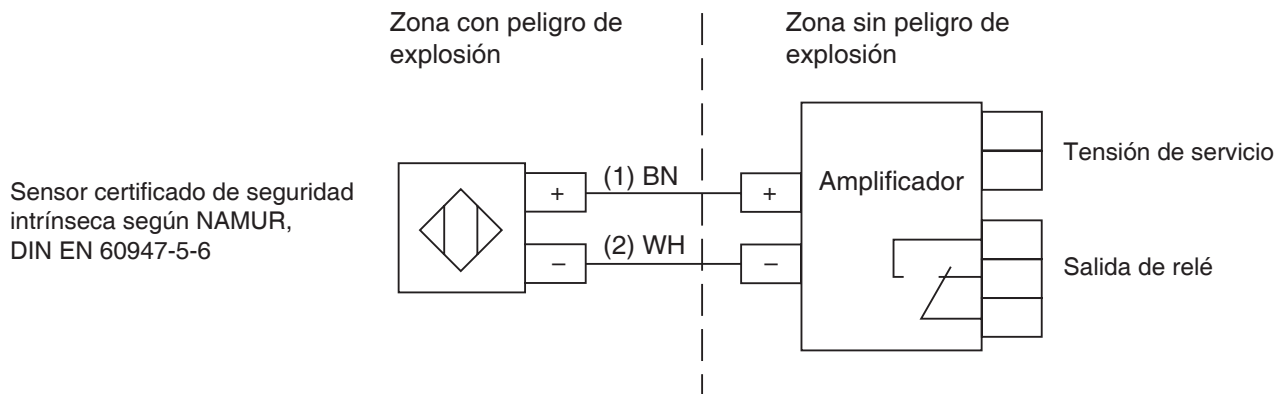 Zona con peligro de
explosión
Zona sin peligro de
explosión
Sensor certificado de seguridad
intrínseca según NAMUR,
DIN EN 60947-5-6
+
(1) BN
+
–
(2) WH
–
Amplificador
Tensión de servicio
Salida de relé